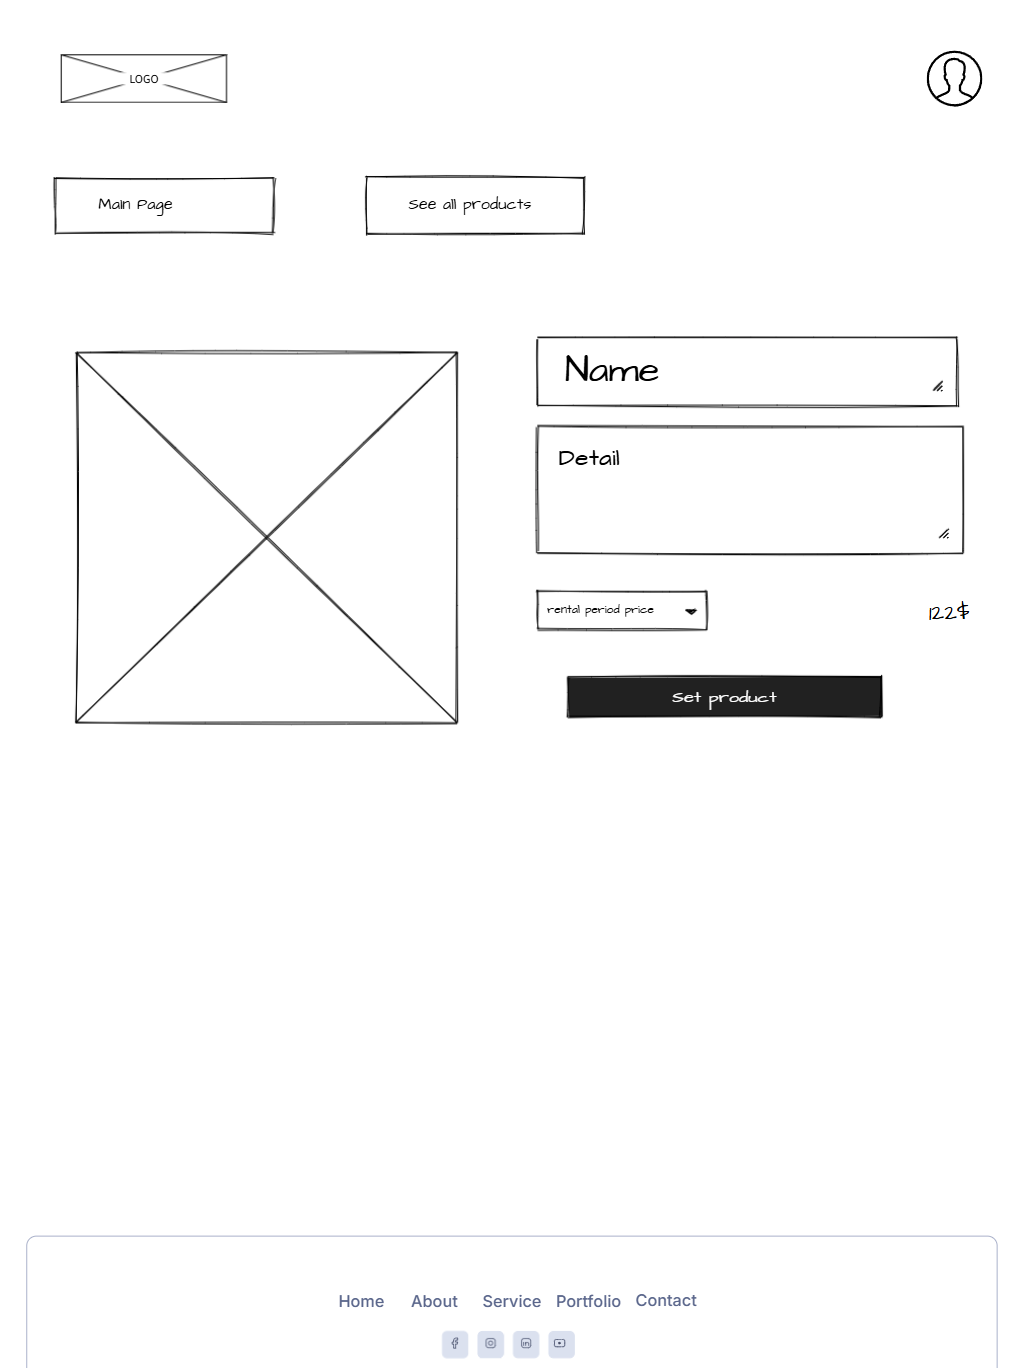 LOGO
Main Page
See all products
Name
Detail
rental period price
122$
Set product
Home About Service Portfolio Contact